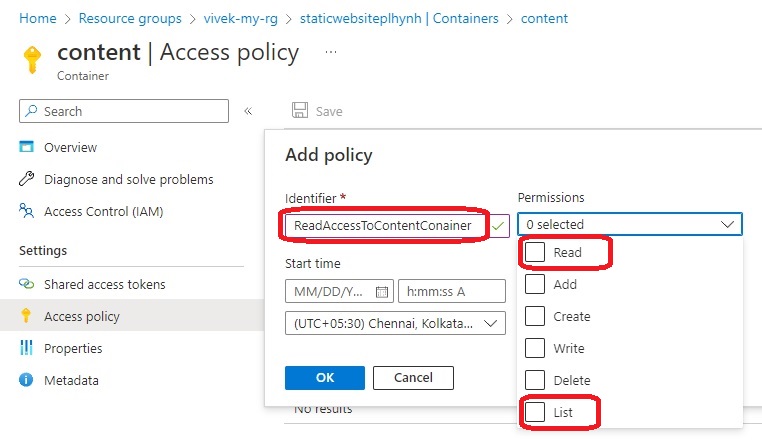 Home > Resource groups > vivek-my-rg > staticwebsiteplhynh | Containers > content
content | Access policy ...
Container
Search
Save
Overview
Diagnose and solve problems
Access Control (IAM)
Settings
Shared access tokens
Access policy
Properties
Metadata
Add policy
Identifier *
ReadAccessToContentConainer
Permissions
0 selected
Read
Add
Create
Write
Delete
List
Start time
MM/DD/Y...
h:mm:ss A
(UTC+05:30) Chennai, Kolkata...
OK
Cancel
No results